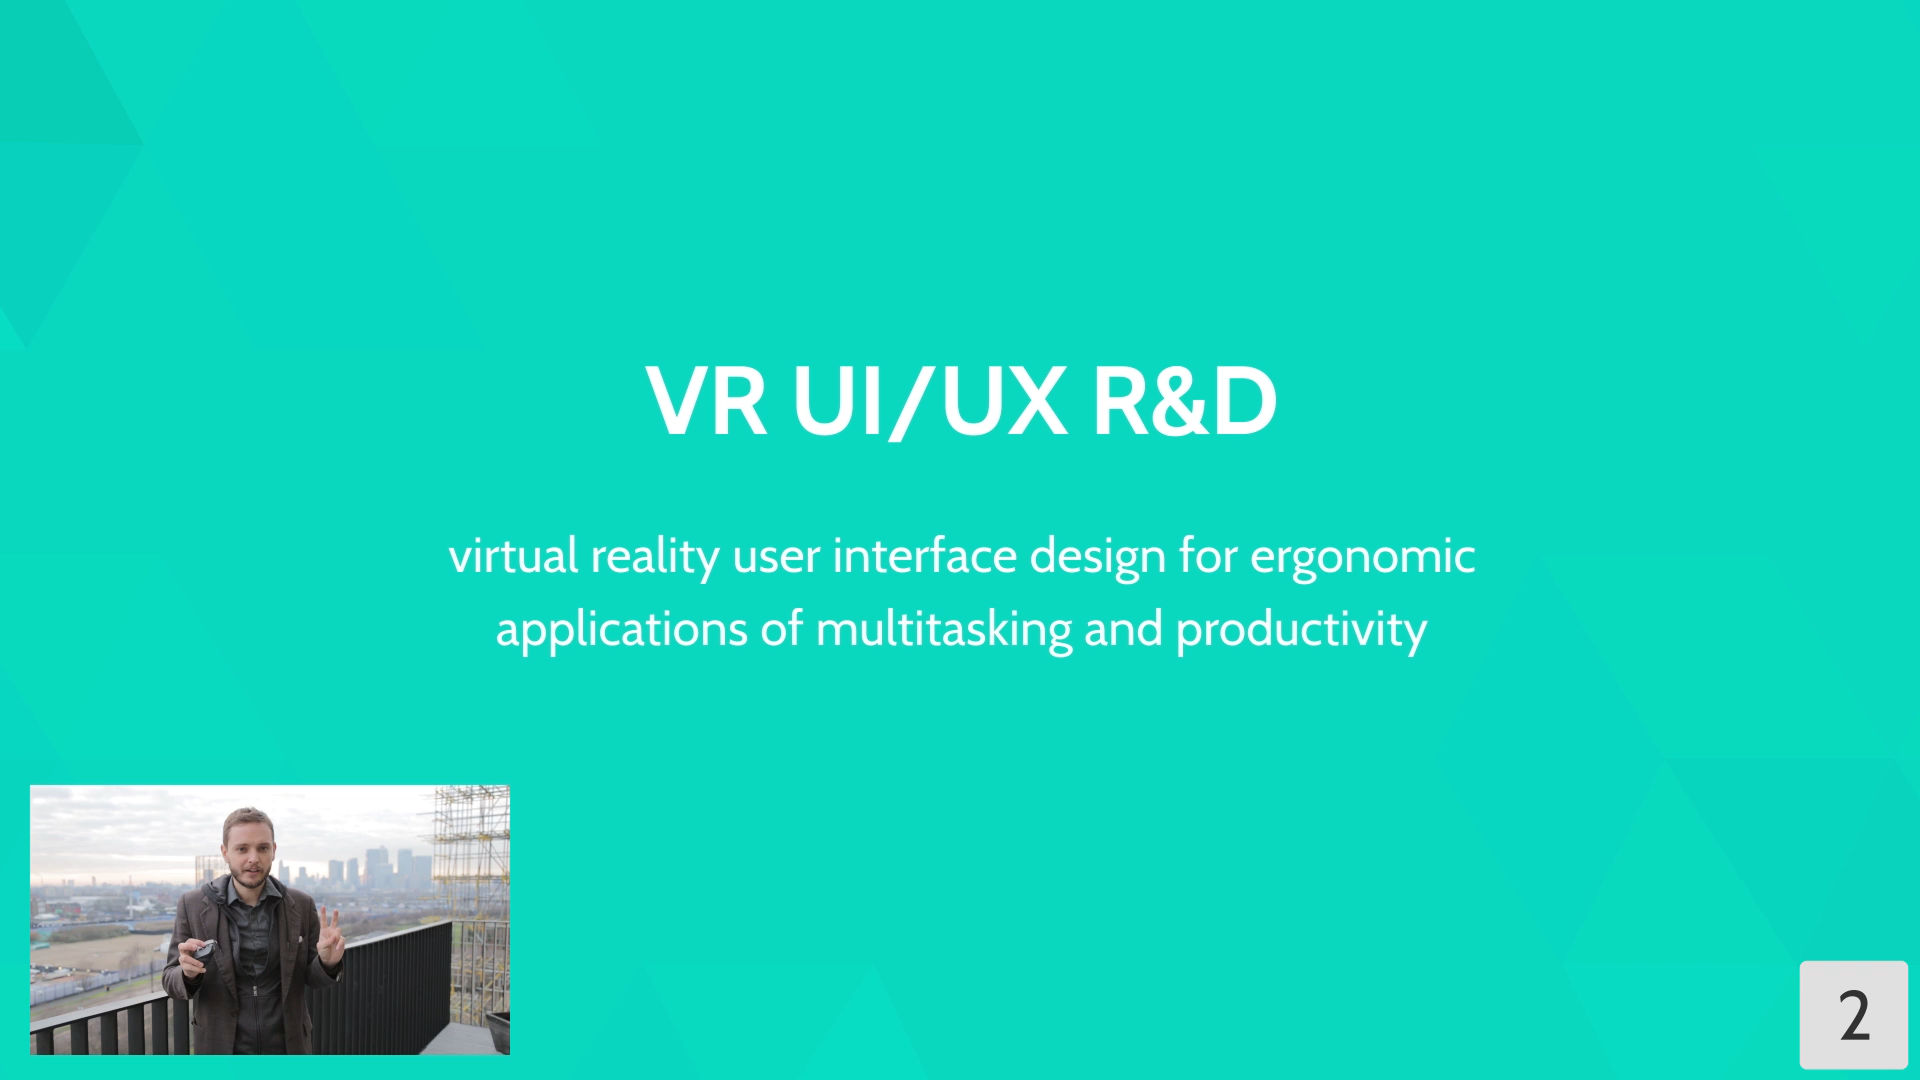 VR UI/UX R&D
virtual reality user interface design for ergonomic
applications of multitasking and productivity
2